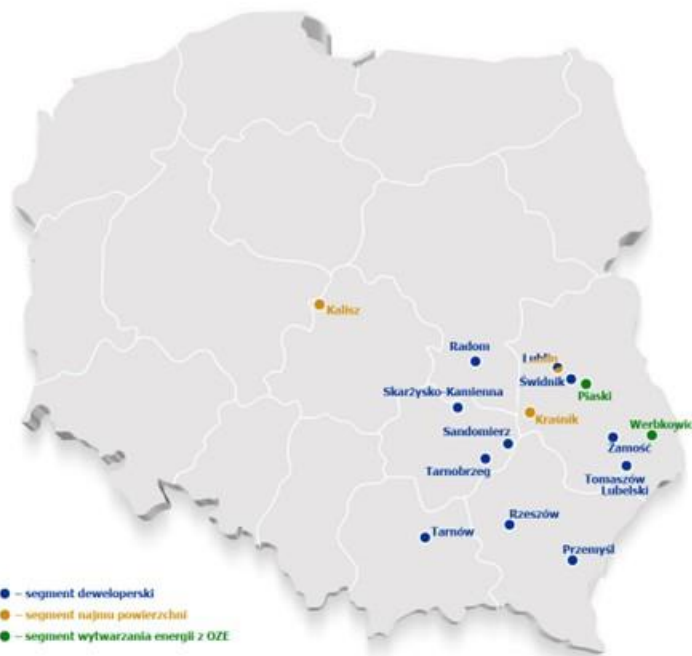 Kalisz
Radom
Lublin
Świdnik
Piaski
Skarżysko-Kamienna
Kraśnik
Werbkowic
Sandomierz
Zamość
Tarnobrzeg
Tomaszów
Lubelski
Rzeszów
Tarnów
Przemyśl
– segment deweloperski
– segment najmu powierzchni
– segment wytwarzania energii z OZE